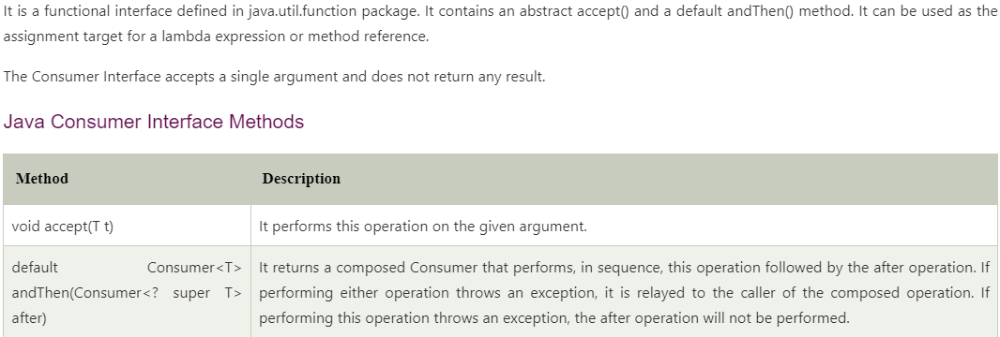 It is a functional interface defined in java.util.function package. It contains an abstract accept() and a default andThen() method. It can be used as the
assignment target for a lambda expression or method reference.
The Consumer Interface accepts a single argument and does not return any result.
Java Consumer Interface Methods
Method Description
void accept(T t) It performs this operation on the given argument.
default Consumer<T> It returns a composed Consumer that performs, in sequence, this operation followed by the after operation. If
andThen(Consumer<? super T> performing either operation throws an exception, it is relayed to the caller of the composed operation. If
after) performing this operation throws an exception, the after operation will not be performed.